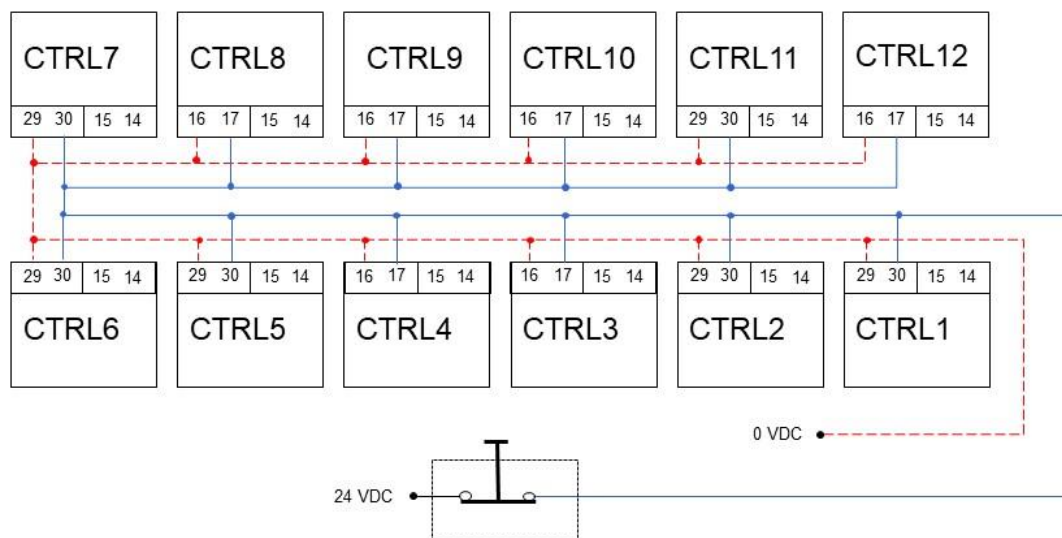 CTRL7 CTRL8 CTRL9 CTRL10 CTRL11 CTRL12
29 30 15 14 16 17 15 14 16 17 15 14 16 17 15 14 29 30 15 14 16 17 15 14
29 30 15 14 29 30 15 14 16 17 15 14 16 17 15 14 29 30 15 14 29 30 15 14
CTRL6 CTRL5 CTRL4 CTRL3 CTRL2 CTRL1
0 VDC
24 VDC